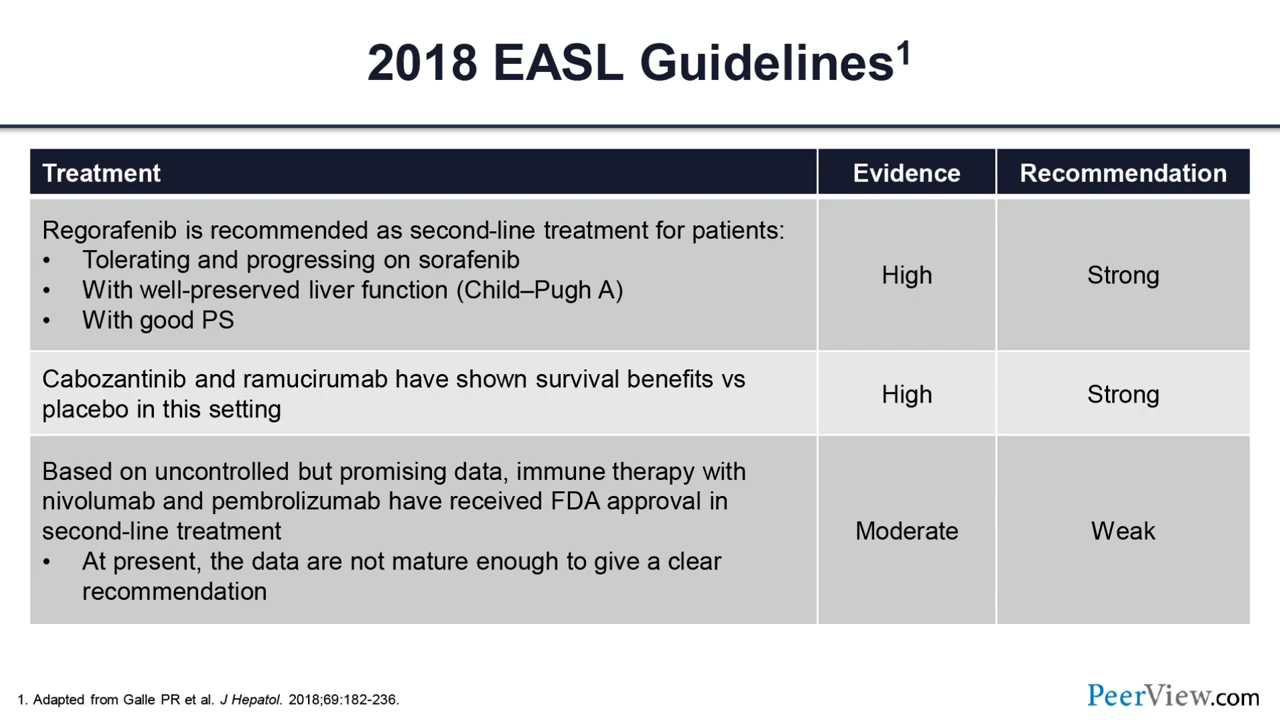 2018 EASL Guidelines1
Treatment
Evidence
Recommendation
Regorafenib is recommended as second-line treatment for patients:
• Tolerating and progressing on sorafenib
• With well-preserved liver function (Child–Pugh A)
• With good PS
High
Strong
Cabozantinib and ramucirumab have shown survival benefits vs
placebo in this setting
High
Strong
Based on uncontrolled but promising data, immune therapy with
nivolumab and pembrolizumab have received FDA approval in
second-line treatment
• At present, the data are not mature enough to give a clear
recommendation
Moderate
Weak
1. Adapted from Galle PR et al. J Hepatol. 2018;69:182-236.
PeerView.com